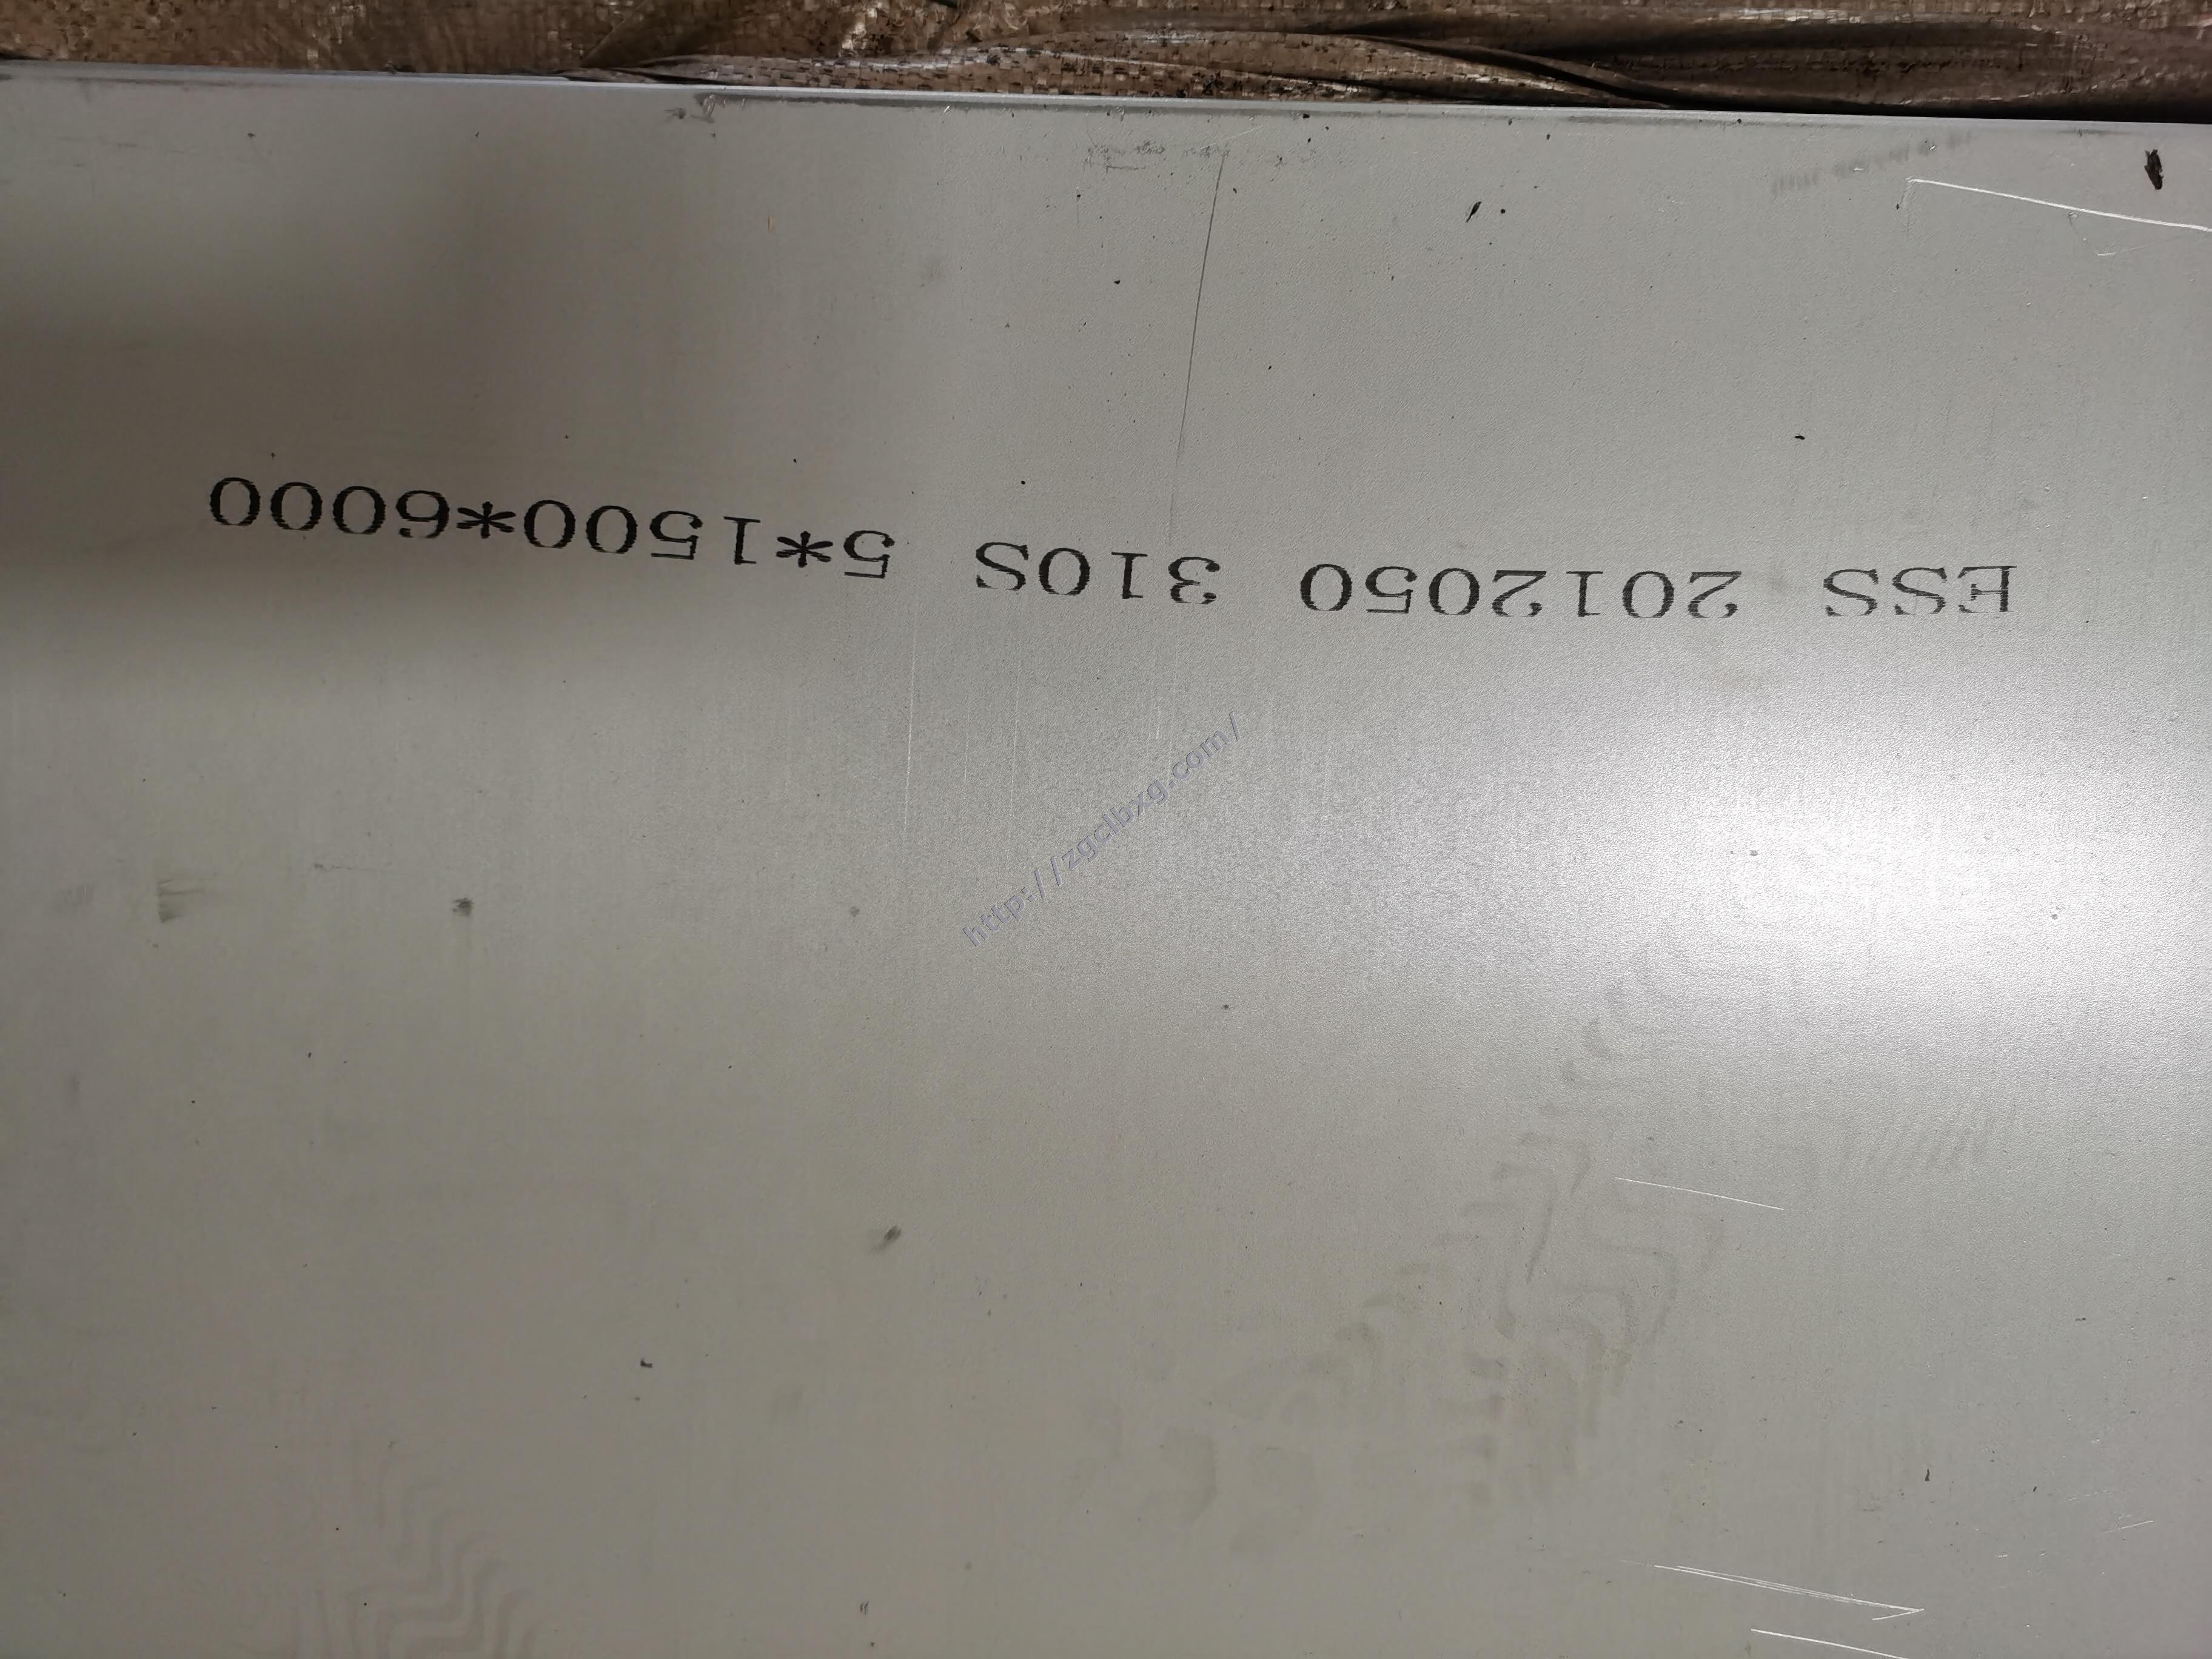 ESS 2012050 310S 5*1500*6000
http://zgclbxg.com/